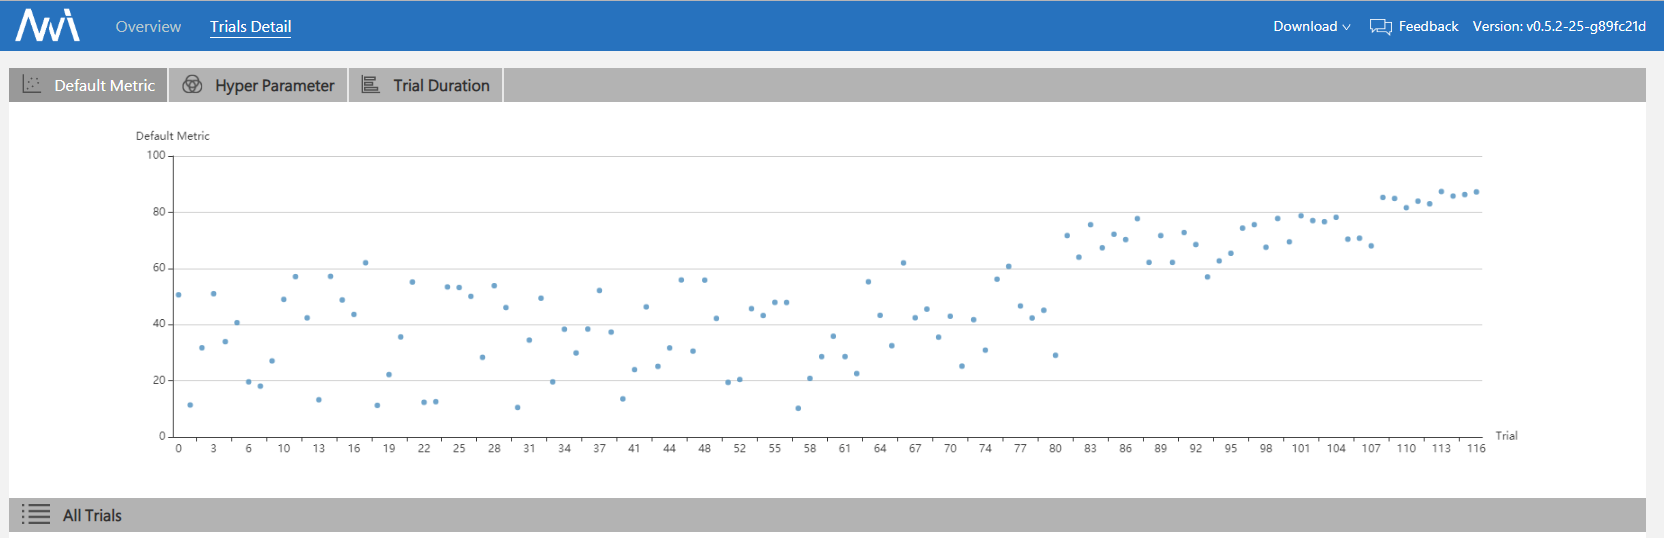 Overview Trials Detail Download Feedback Version: v0.5.2-25-g89fc21d
Default Metric Hyper Parameter Trial Duration
Default Metric
100
80
60
40
20
0
0 3 6 10 13 16 19 22 25 28 31 34 37 41 44 48 52 55 58 61 64 67 70 74 77 80 83 86 89 92 95 98 101 104 107 110 113 116
Trial
All Trials